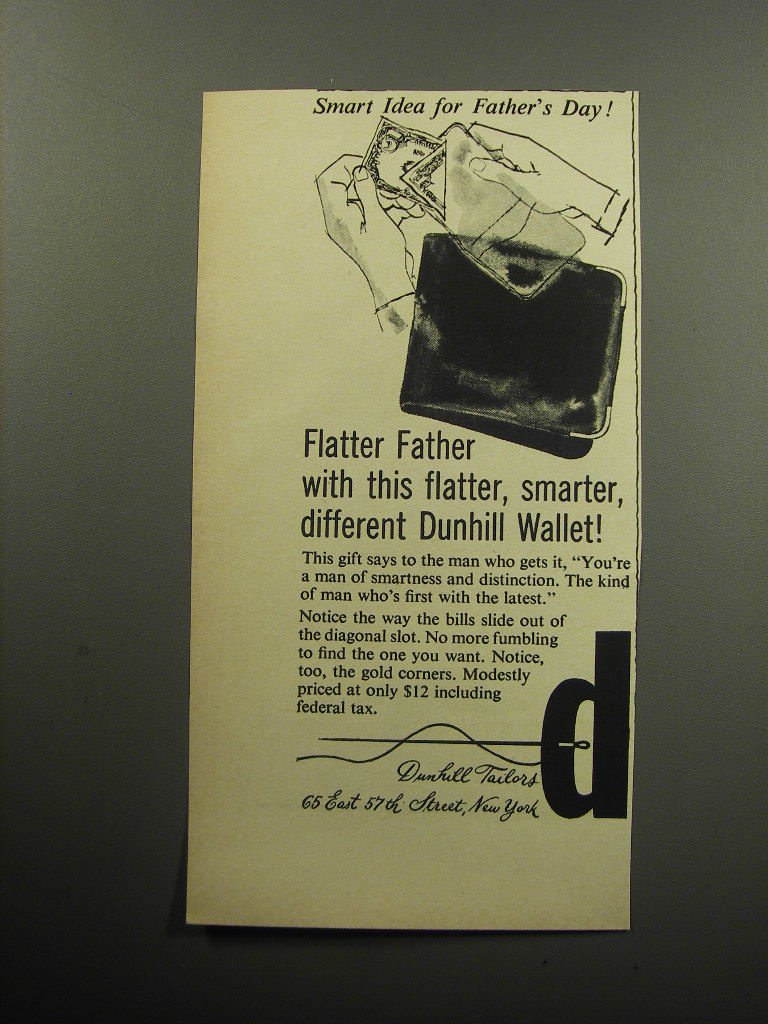 Smart Idea for Father's Day!
Flatter Father
with this flatter, smarter,
different Dunhill Wallet!
This gift says to the man who gets it, "You're
a man of smartness and distinction. The kind
of man who's first with the latest."
Notice the way the bills slide out of
the diagonal slot. No more fumbling
to find the one you want. Notice,
too, the gold corners. Modestly
priced at only $12 including
federal tax.
d
Dunhill Tailors
65 East 57th Street, New York